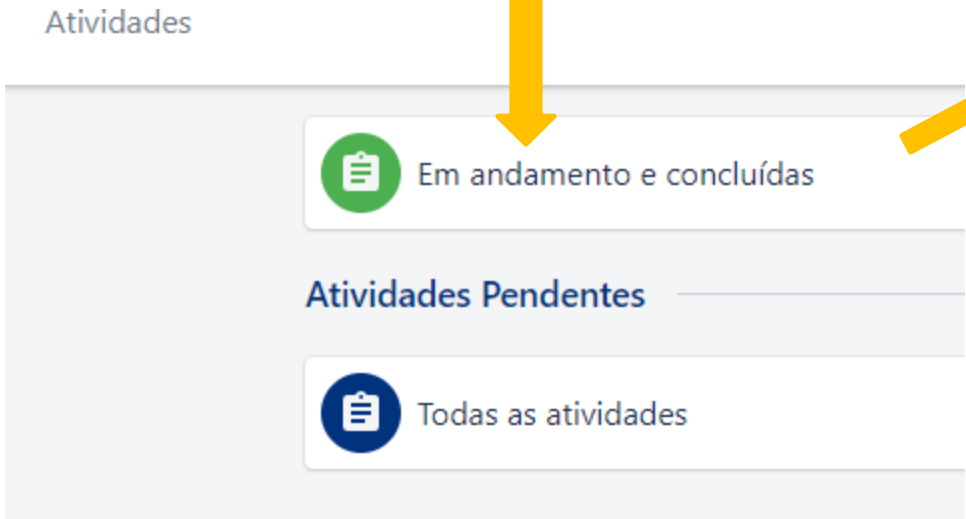 Atividades
Em andamento e concluídas
Atividades Pendentes
Todas as atividades